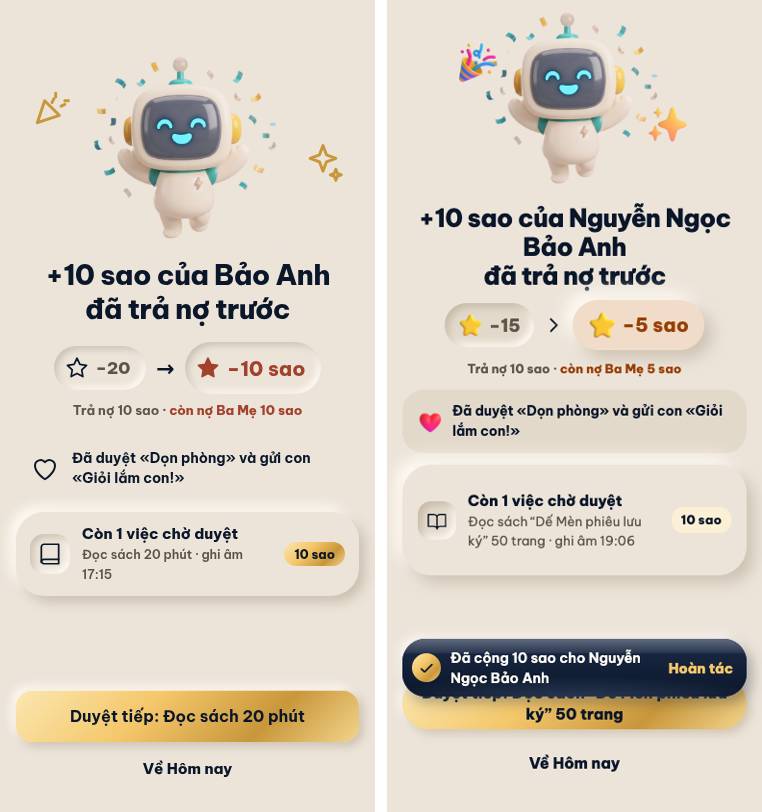 +10 sao của Bảo Anh
đã trả nợ trước
-20 → -10 sao
Trả nợ 10 sao · còn nợ Ba Mẹ 10 sao
Đã duyệt «Dọn phòng» và gửi con
«Giỏi lắm con!»
Còn 1 việc chờ duyệt
Đọc sách 20 phút · ghi âm
17:15
10 sao
Duyệt tiếp: Đọc sách 20 phút
Về Hôm nay
+10 sao của Nguyễn Ngọc
Bảo Anh
đã trả nợ trước
-15 > -5 sao
Trả nợ 10 sao · còn nợ Ba Mẹ 5 sao
Đã duyệt «Dọn phòng» và gửi con «Giỏi
lắm con!»
Còn 1 việc chờ duyệt
Đọc sách “Dế Mèn phiêu lưu
ký” 50 trang · ghi âm 19:06
10 sao
Đã cộng 10 sao cho Nguyễn
Ngọc Bảo Anh
Hoàn tác
ký” 50 trang
Về Hôm nay